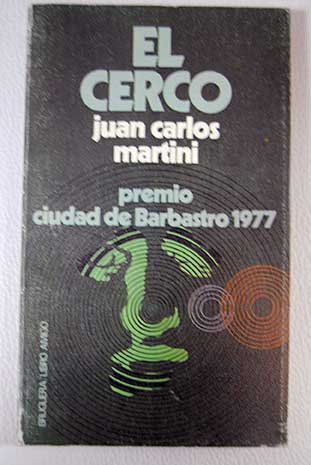 EL
CERCO
juan carlos
martini
premio
ciudad de Barbastro 1977
BRUGUERA LIBRO AMIGO